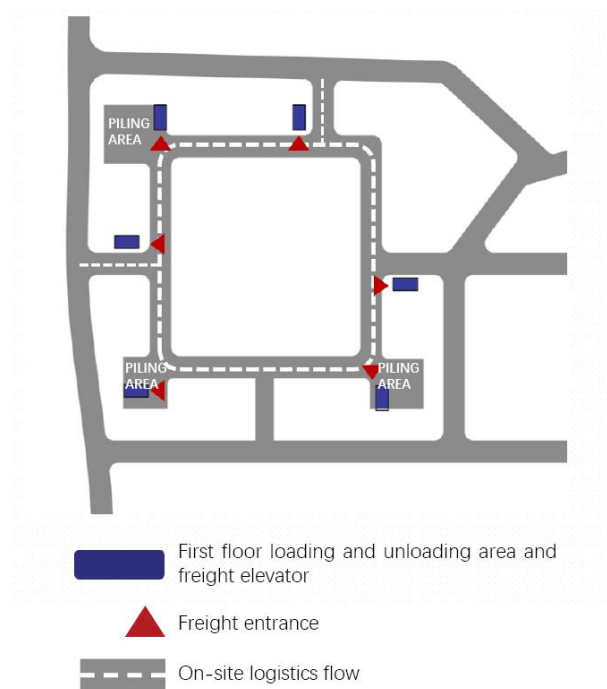 PILING
AREA
PILING
AREA
PILING
AREA
First floor loading and unloading area and
freight elevator
Freight entrance
On-site logistics flow